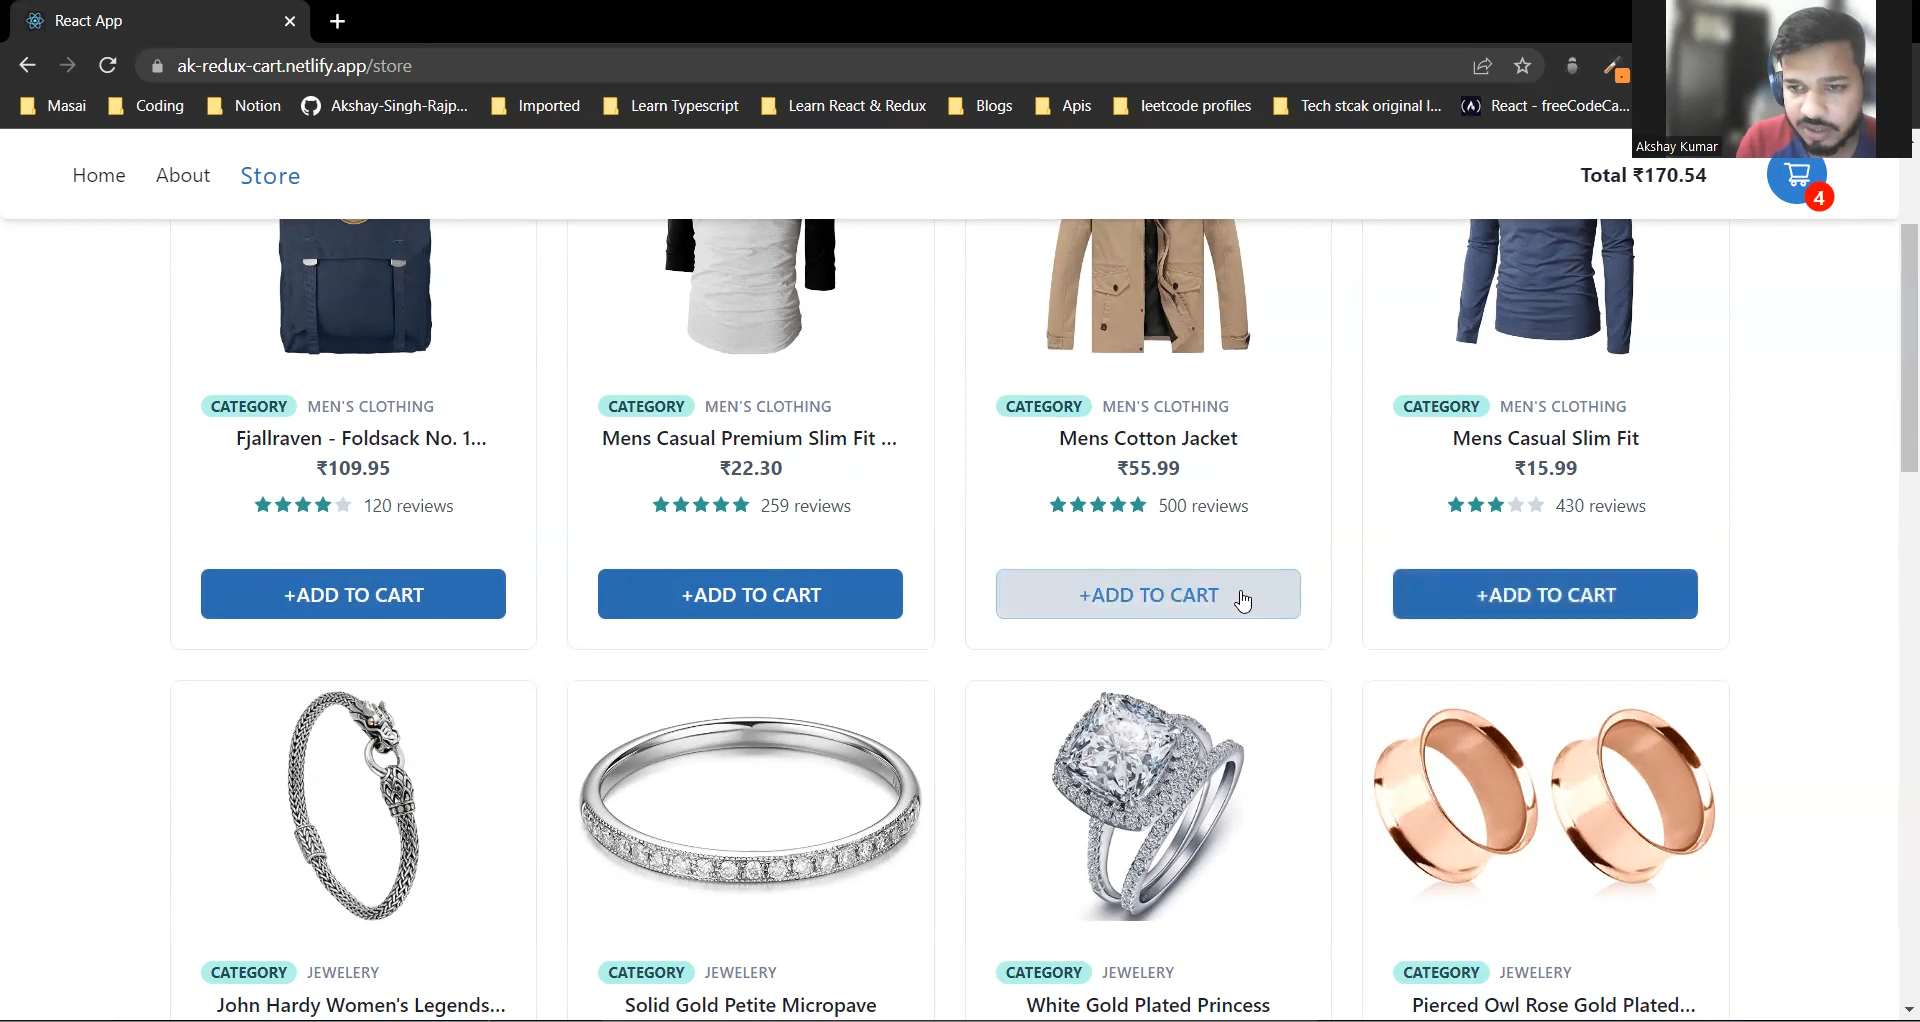 React App
ak-redux-cart.netlify.app/store
Masai
Coding
Notion
Akshay-Singh-Rajp...
Imported
Learn Typescript
Learn React & Redux
Blogs
Apis
leetcode profiles
Tech stcak original l...
React - freeCodeCa...
Akshay Kumar
Home
About
Store
Total ₹170.54
4
CATEGORY MEN'S CLOTHING
Fjallraven - Foldsack No. 1...
₹109.95
120 reviews
+ADD TO CART
CATEGORY MEN'S CLOTHING
Mens Casual Premium Slim Fit ...
₹22.30
259 reviews
+ADD TO CART
CATEGORY MEN'S CLOTHING
Mens Cotton Jacket
₹55.99
500 reviews
+ADD TO CART
CATEGORY MEN'S CLOTHING
Mens Casual Slim Fit
₹15.99
430 reviews
+ADD TO CART
CATEGORY JEWELERY
John Hardy Women's Legends...
CATEGORY JEWELERY
Solid Gold Petite Micropave
CATEGORY JEWELERY
White Gold Plated Princess
CATEGORY JEWELERY
Pierced Owl Rose Gold Plated...